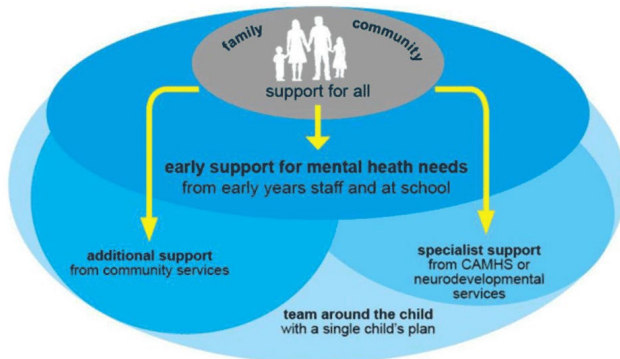 family
community
support for all
early support for mental heath needs
from early years staff and at school
additional support
from community services
specialist support
from CAMHS or
neurodevelopmental
services
team around the child
with a single child's plan